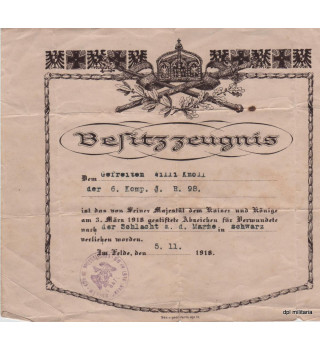 Besitzzeugnis
Dem Gefreiten Willi Knoll
der 6. Komp. J. R. 98.
ist das von Seiner Majestät dem Kaiser und Könige
am 3. März 1918 gestiftete Abzeichen für Verwundete
nach der Schlacht a. d. Marne in schwarz
verliehen worden.
Im Felde, den 5. 11. 1918.
dpl militaria